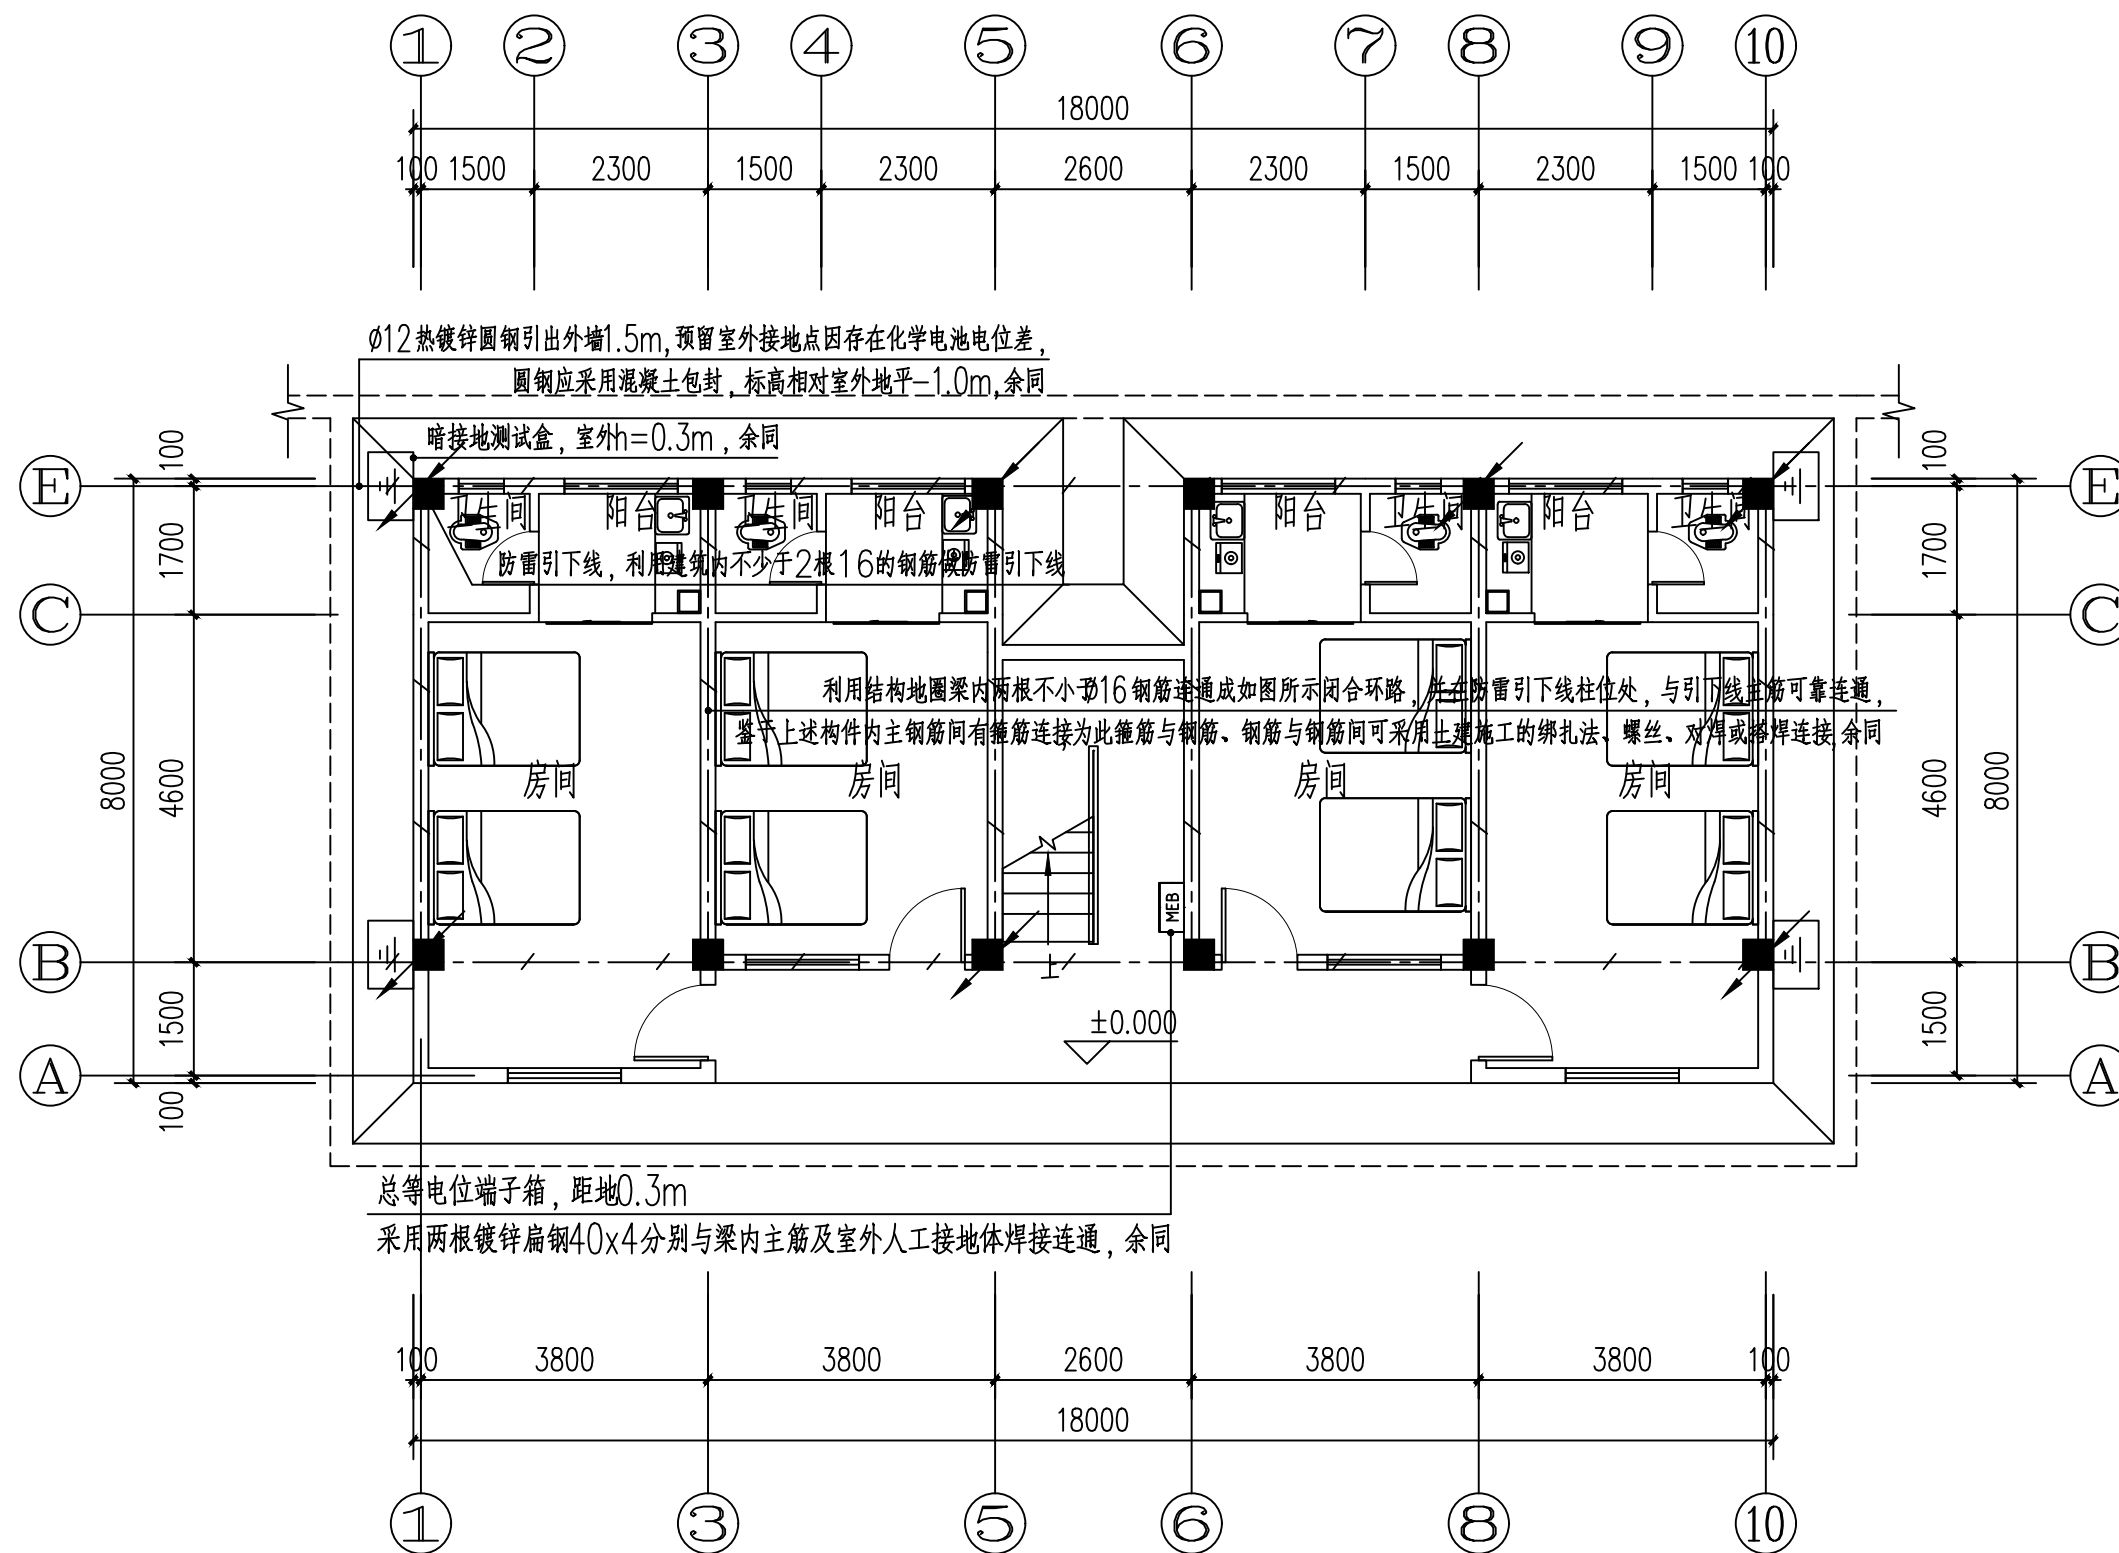 1 2 3 4 5 6 7 8 9 10
18000
100 1500 2300 1500 2300 2600 2300 1500 2300 1500 100
ø12热镀锌圆钢引出外墙1.5m,预留室外接地点因存在化学电池电位差,
圆钢应采用混凝土包封,标高相对室外地平-1.0m,余同
暗接地测试盒,室外h=0.3m,余同
100 100
E E
卫生间 阳台 卫生间 阳台 阳台 卫生间 阳台 卫生间
1700 1700
防雷引下线,利用建筑内不少于2根16的钢筋做防雷引下线
C C
利用结构地圈梁内两根不小于ø16钢筋连通成如图所示闭合环路,并在防雷引下线柱位处,与引下线主筋可靠连通,
鉴于上述构件内主钢筋间有箍筋连接,为此箍筋与钢筋、钢筋与钢筋间可采用土建施工的绑扎法、螺丝、对焊或搭焊连接,余同
8000 4600 房间 房间 房间 房间 4600 8000
MEB
B B
上
1500 1500
±0.000
A A
100
总等电位端子箱,距地0.3m
采用两根镀锌扁钢40x4分别与梁内主筋及室外人工接地体焊接连通,余同
100 3800 3800 2600 3800 3800 100
18000
1 3 5 6 8 10